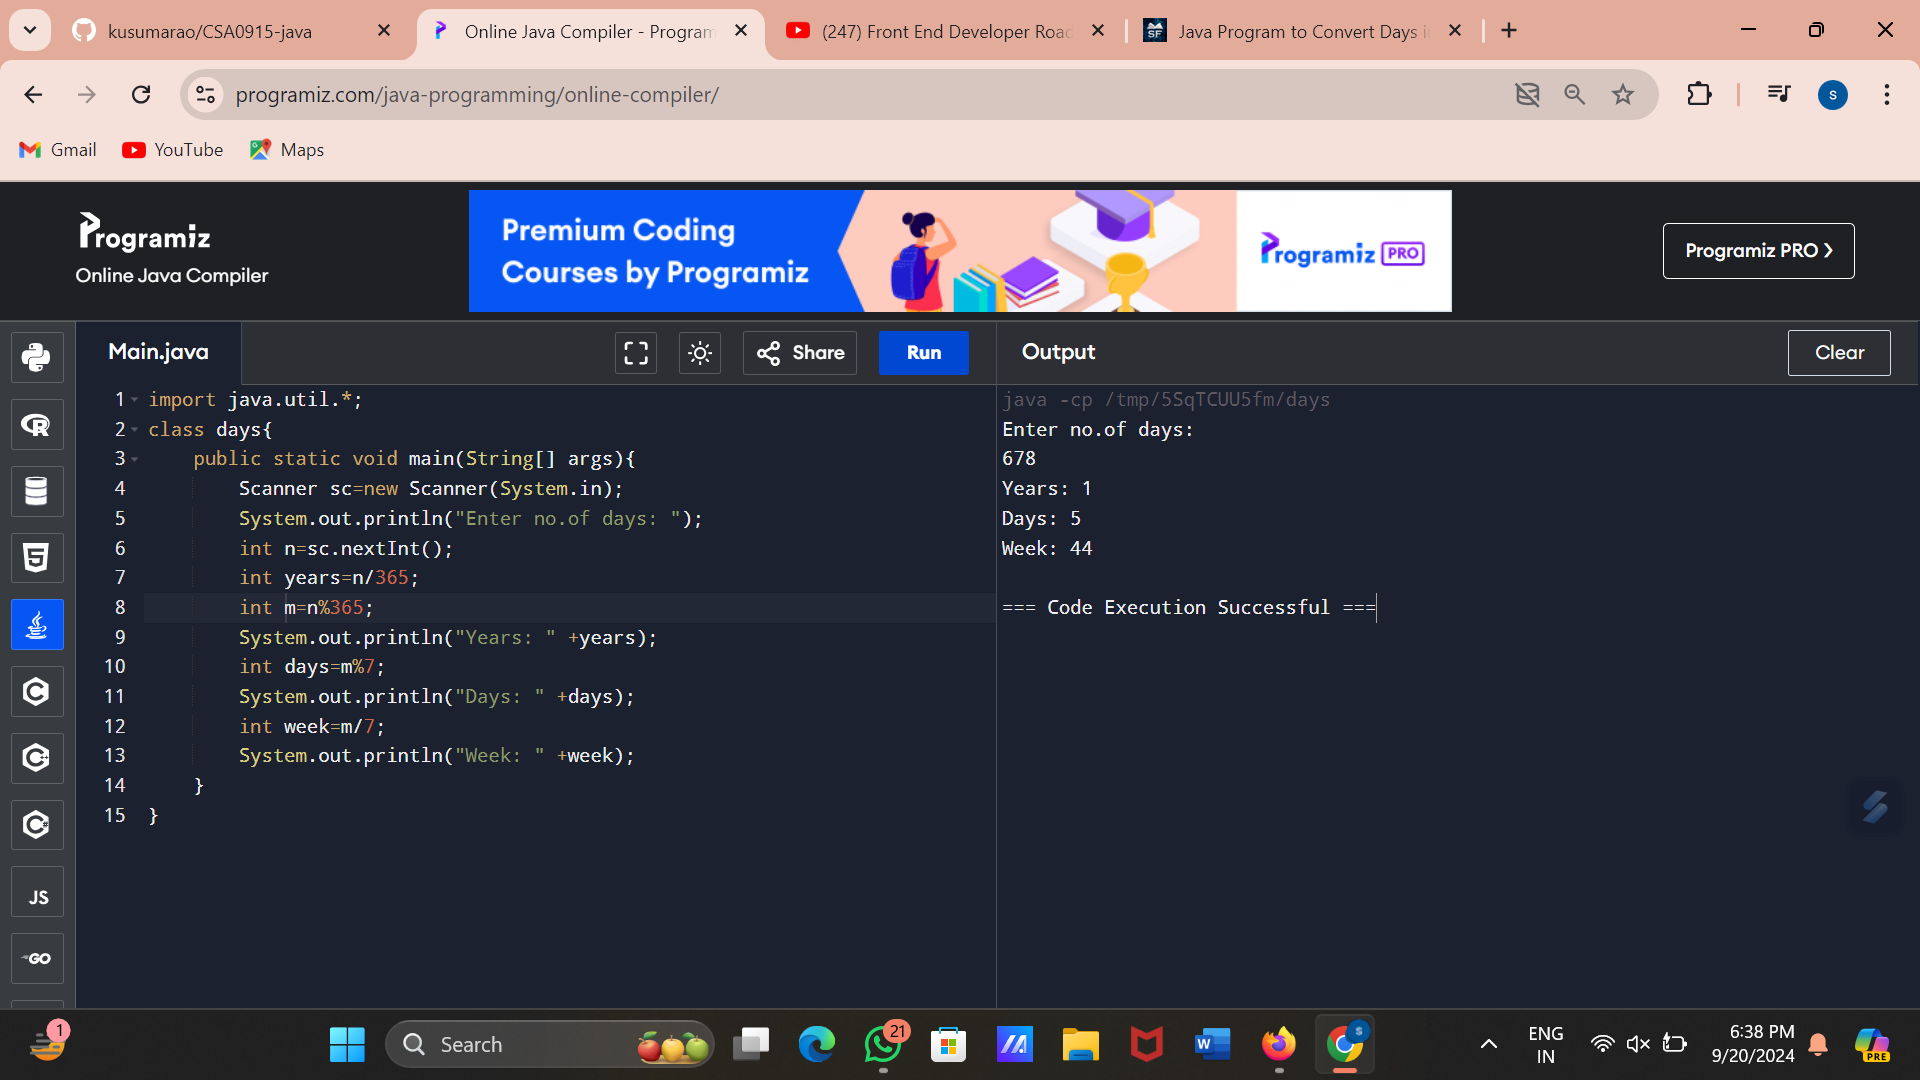 kusumarao/CSA0915-java
Online Java Compiler - Program
(247) Front End Developer Road
Java Program to Convert Days i
programiz.com/java-programming/online-compiler/
s
Gmail
YouTube
Maps
Programiz
Online Java Compiler
Premium Coding
Courses by Programiz
Programiz PRO
Programiz PRO ❯
Main.java
Share
Run
Output
Clear
1 import java.util.*;
2 class days{
3 public static void main(String[] args){
4 Scanner sc=new Scanner(System.in);
5 System.out.println("Enter no.of days: ");
6 int n=sc.nextInt();
7 int years=n/365;
8 int m=n%365;
9 System.out.println("Years: " +years);
10 int days=m%7;
11 System.out.println("Days: " +days);
12 int week=m/7;
13 System.out.println("Week: " +week);
14 }
15 }
java -cp /tmp/5SqTCUU5fm/days
Enter no.of days:
678
Years: 1
Days: 5
Week: 44
=== Code Execution Successful ===
R
5
C
C++
C#
JS
GO
1
Search
21
W
S
ENG
IN
6:38 PM
9/20/2024
PRE